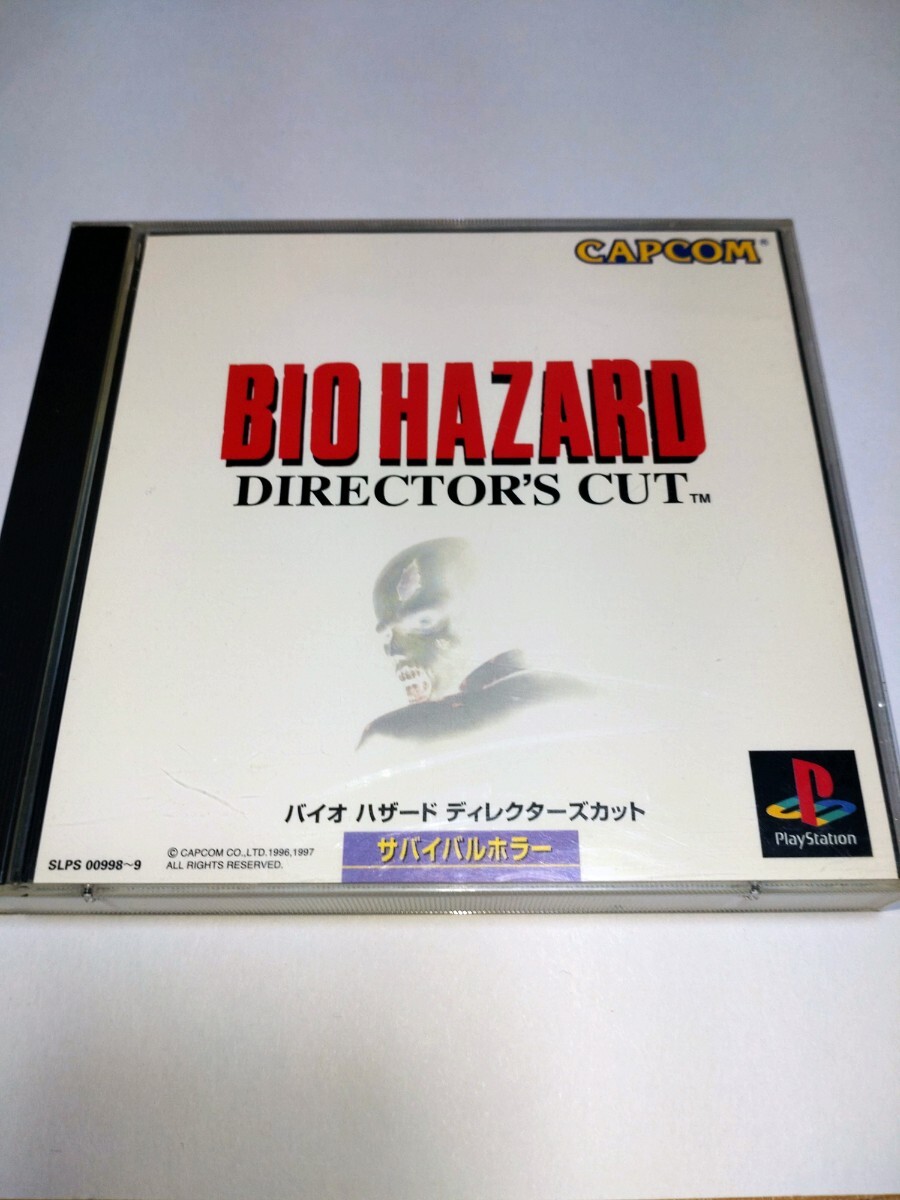 CAPCOM®
BIO HAZARD
DIRECTOR'S CUT™
バイオ ハザード ディレクターズカット
サバイバルホラー
SLPS 00998～9
© CAPCOM CO.,LTD.1996,1997
ALL RIGHTS RESERVED.
PlayStation